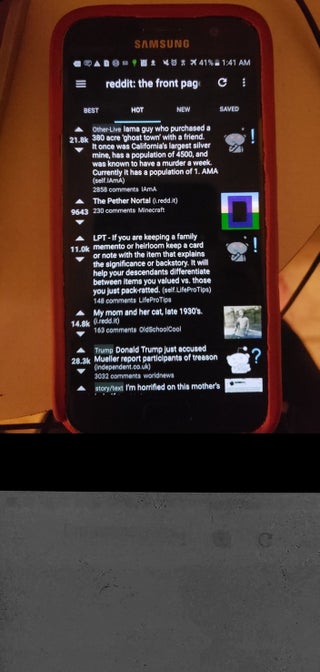 SAMSUNG
41% 1:41 AM
reddit: the front pag
BEST HOT NEW SAVED
Other-Live Iama guy who purchased a
380 acre 'ghost town' with a friend.
21.8k
It once was California's largest silver
mine, has a population of 4500, and
was known to have a murder a week.
Currently it has a population of 1. AMA
(self.IAmA)
2858 comments IAmA
The Pether Nortal (i.redd.it)
9643 230 comments Minecraft
LPT - If you are keeping a family
memento or heirloom keep a card
11.0k or note with the item that explains
the significance or backstory. It will
help your descendants differentiate
between items you valued vs. those
you just pack-ratted. (self.LifeProTips)
148 comments LifeProTips
My mom and her cat, late 1930's.
14.8k (i.redd.it)
163 comments OldSchoolCool
Trump Donald Trump just accused
28.3k Mueller report participants of treason
(independent.co.uk)
3032 comments worldnews
story/text I'm horrified on this mother's